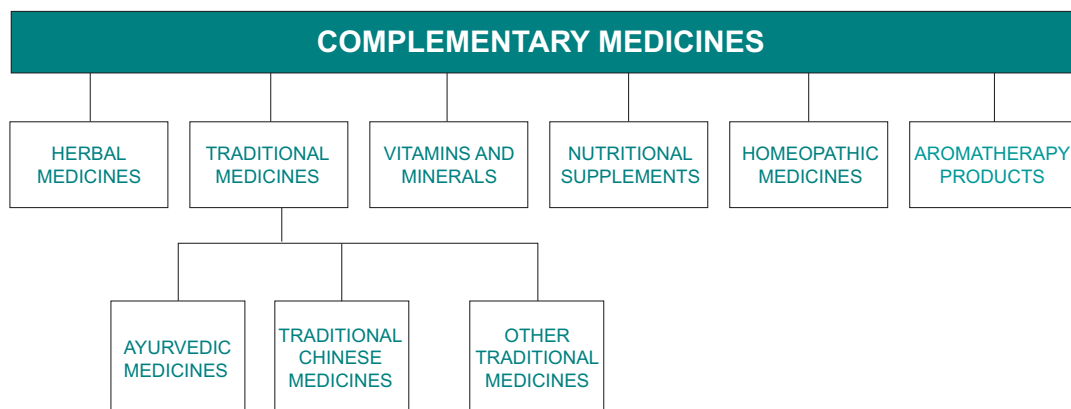 COMPLEMENTARY MEDICINES
HERBAL
MEDICINES
TRADITIONAL
MEDICINES
VITAMINS AND
MINERALS
NUTRITIONAL
SUPPLEMENTS
HOMEOPATHIC
MEDICINES
AROMATHERAPY
PRODUCTS
AYURVEDIC
MEDICINES
TRADITIONAL
CHINESE
MEDICINES
OTHER
TRADITIONAL
MEDICINES